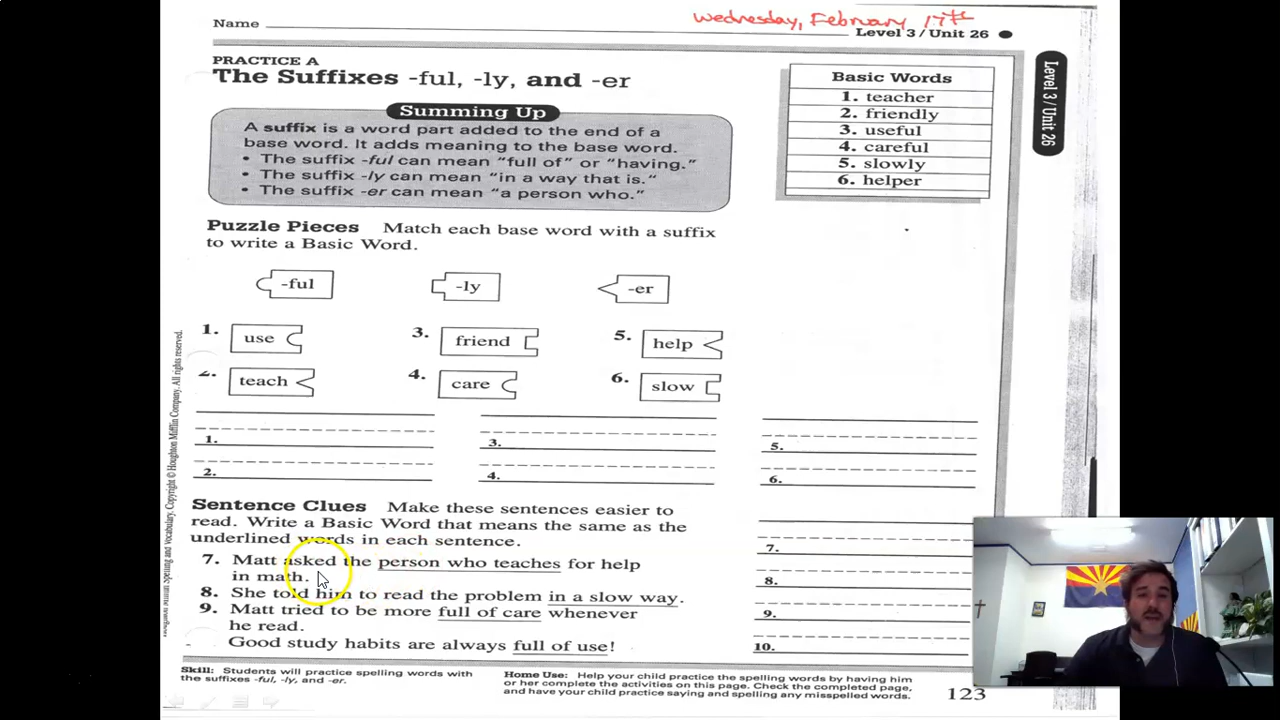 Wednesday, February 17th
Name
Level 3 / Unit 26
PRACTICE A
The Suffixes -ful, -ly, and -er
Summing Up
A suffix is a word part added to the end of a
base word. It adds meaning to the base word.
• The suffix -ful can mean “full of” or “having.”
• The suffix -ly can mean “in a way that is.”
• The suffix -er can mean “a person who.”
Basic Words
1. teacher
2. friendly
3. useful
4. careful
5. slowly
6. helper
Level 3 / Unit 26
Puzzle Pieces Match each base word with a suffix
to write a Basic Word.
-ful -ly -er
1. use 3. friend 5. help
2. teach 4. care 6. slow
1. 3. 5.
2. 4. 6.
Sentence Clues Make these sentences easier to
read. Write a Basic Word that means the same as the
underlined words in each sentence.
7. Matt asked the person who teaches for help
in math.
8. She told him to read the problem in a slow way.
9. Matt tried to be more full of care whenever
he read.
Good study habits are always full of use!
7.
8.
9.
10.
Skill: Students will practice spelling words with
the suffixes -ful, -ly, and -er.
Home Use: Help your child practice the spelling words by having him
or her complete the activities on this page. Check the completed page,
and have your child practice saying and spelling any misspelled words.
123
Spelling and Vocabulary. Copyright © Houghton Mifflin Company. All rights reserved.